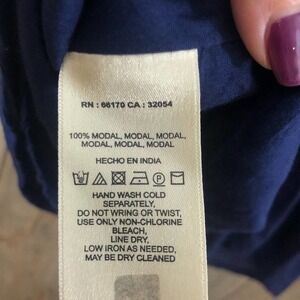 RN : 66170 CA : 32054
100% MODAL, MODAL, MODAL,
MODAL, MODAL, MODAL
HECHO EN INDIA
HAND WASH COLD
SEPARATELY,
DO NOT WRING OR TWIST,
USE ONLY NON-CHLORINE
BLEACH,
LINE DRY,
LOW IRON AS NEEDED,
MAY BE DRY CLEANED